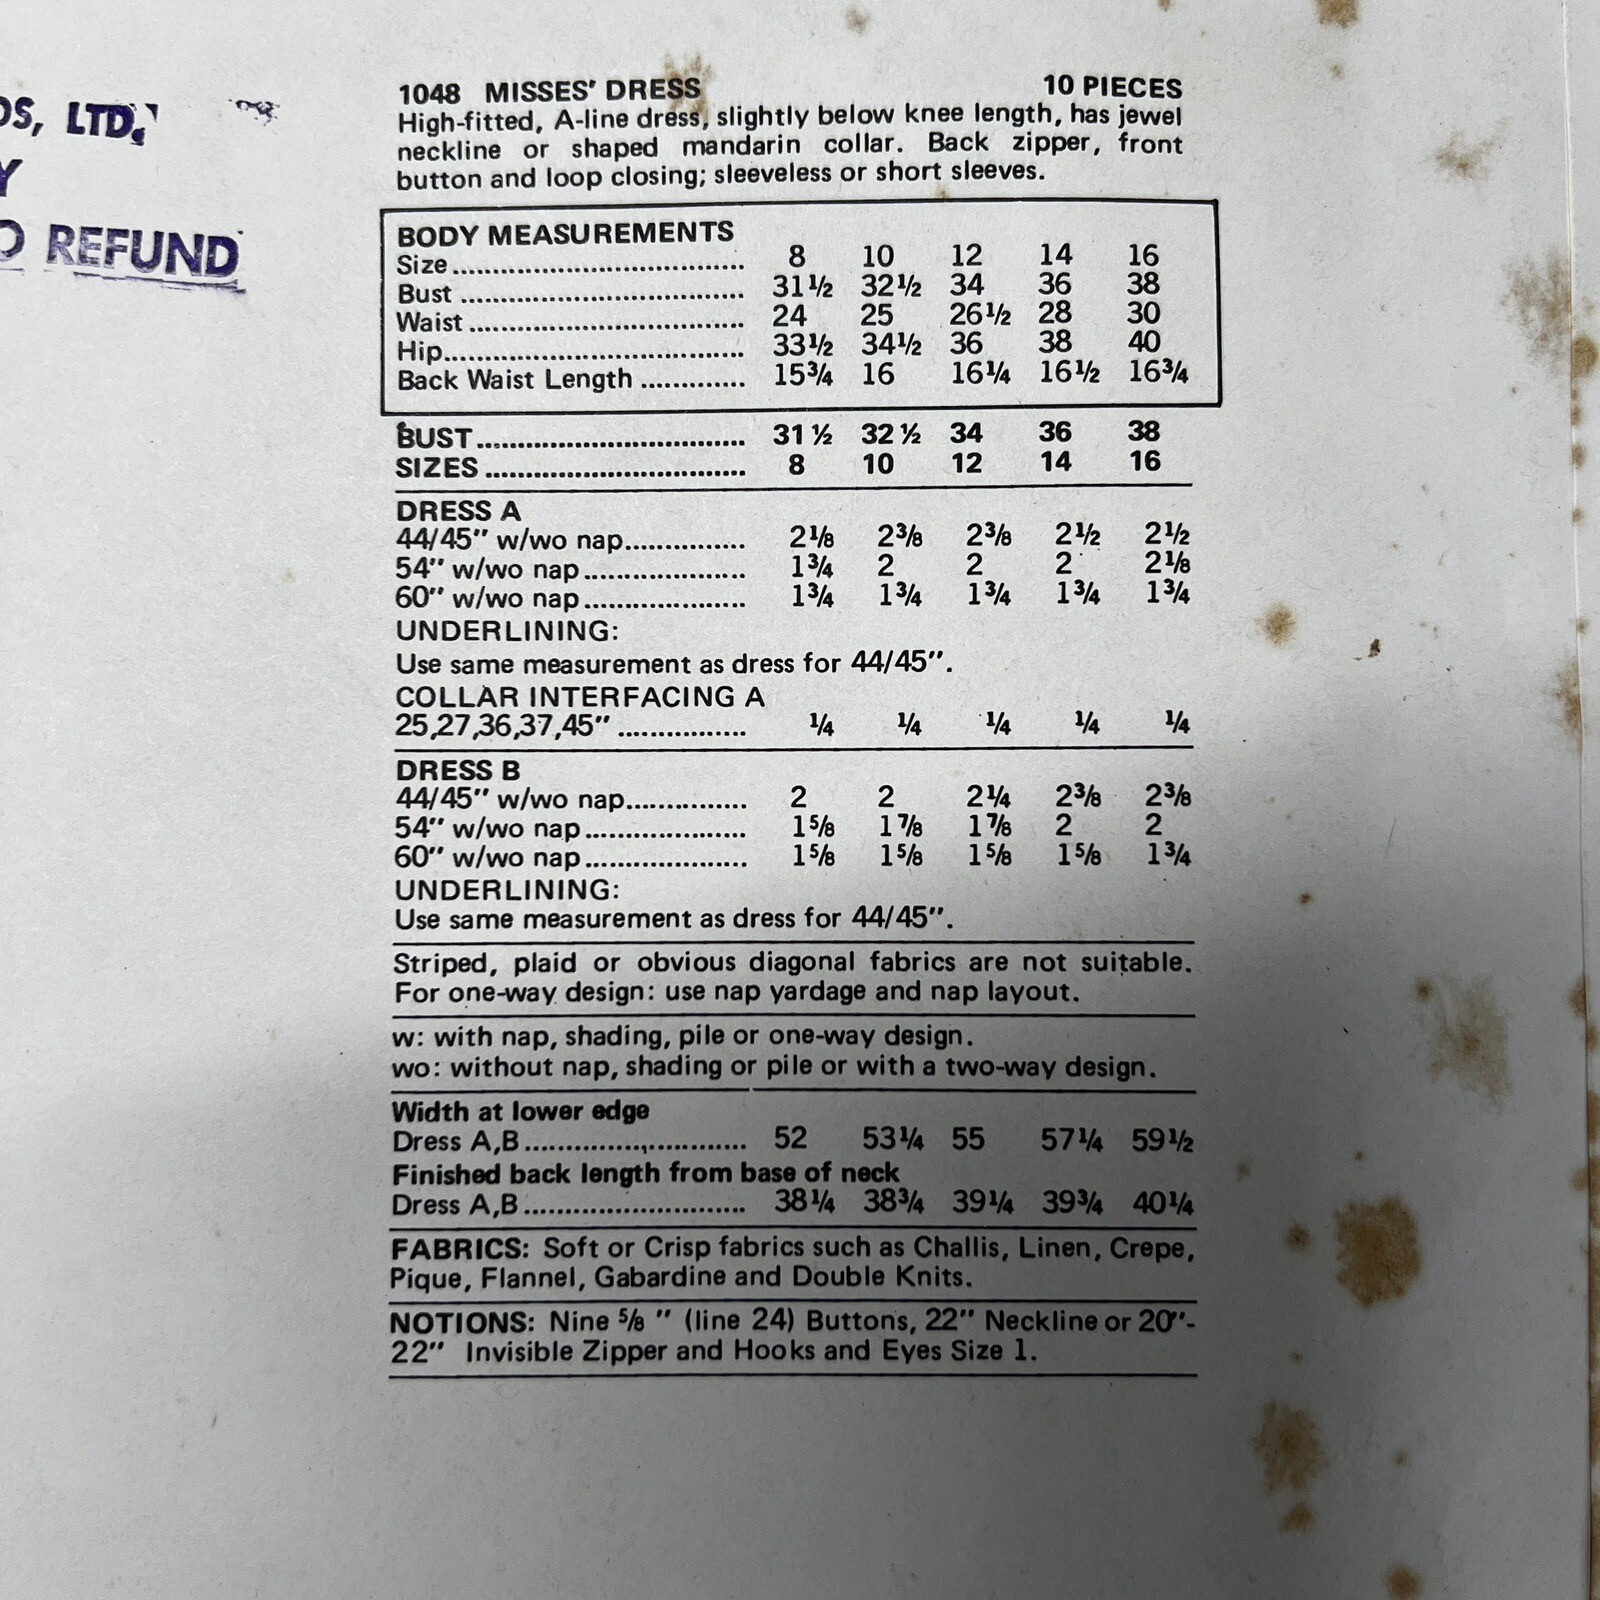 OS, LTD.
Y
O REFUND
1048 MISSES' DRESS 10 PIECES
High-fitted, A-line dress, slightly below knee length, has jewel
neckline or shaped mandarin collar. Back zipper, front
button and loop closing; sleeveless or short sleeves.
BODY MEASUREMENTS
Size 8 10 12 14 16
Bust 31½ 32½ 34 36 38
Waist 24 25 26½ 28 30
Hip 33½ 34½ 36 38 40
Back Waist Length 15¾ 16 16¼ 16½ 16¾
BUST 31 ½ 32 ½ 34 36 38
SIZES 8 10 12 14 16
DRESS A
44/45" w/wo nap 2⅛ 2⅜ 2⅜ 2½ 2½
54" w/wo nap 1¾ 2 2 2 2⅛
60" w/wo nap 1¾ 1¾ 1¾ 1¾ 1¾
UNDERLINING:
Use same measurement as dress for 44/45".
COLLAR INTERFACING A
25,27,36,37,45" ¼ ¼ ¼ ¼ ¼
DRESS B
44/45" w/wo nap 2 2 2¼ 2⅜ 2⅜
54" w/wo nap 1⅝ 1⅞ 1⅞ 2 2
60" w/wo nap 1⅝ 1⅝ 1⅝ 1⅝ 1¾
UNDERLINING:
Use same measurement as dress for 44/45".
Striped, plaid or obvious diagonal fabrics are not suitable.
For one-way design: use nap yardage and nap layout.
w: with nap, shading, pile or one-way design.
wo: without nap, shading or pile or with a two-way design.
Width at lower edge
Dress A,B 52 53¼ 55 57¼ 59½
Finished back length from base of neck
Dress A,B 38¼ 38¾ 39¼ 39¾ 40¼
FABRICS: Soft or Crisp fabrics such as Challis, Linen, Crepe,
Pique, Flannel, Gabardine and Double Knits.
NOTIONS: Nine ⅝ " (line 24) Buttons, 22" Neckline or 20"-
22" Invisible Zipper and Hooks and Eyes Size 1.